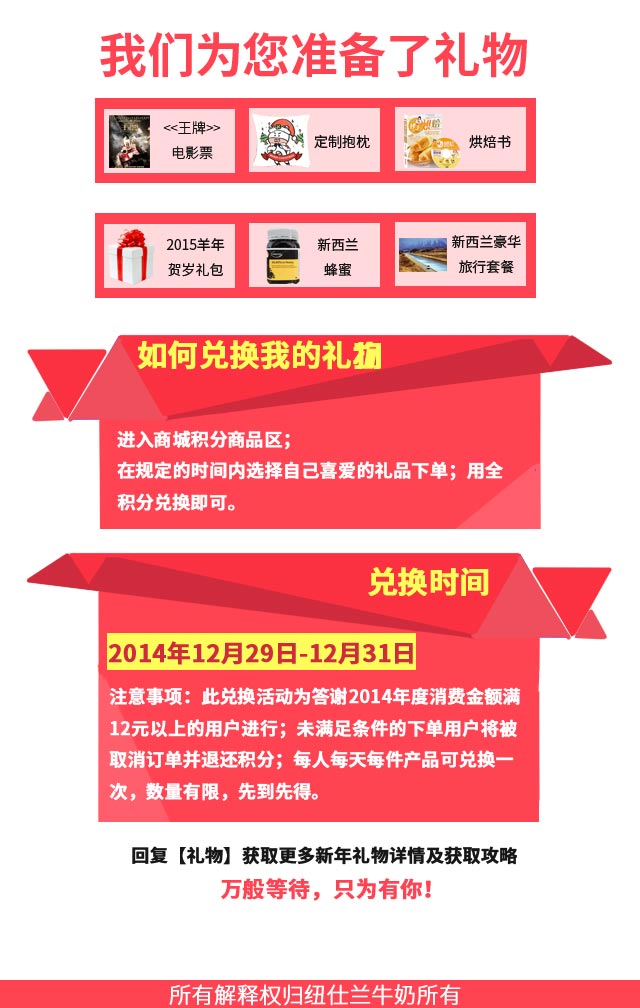 我们为您准备了礼物
<<王牌>>
电影票
定制抱枕
烘焙书
2015羊年
贺岁礼包
新西兰
蜂蜜
新西兰豪华
旅行套餐
如何兑换我的礼物
进入商城积分商品区；
在规定的时间内选择自己喜爱的礼品下单；用全
积分兑换即可。
兑换时间
2014年12月29日-12月31日
注意事项：此兑换活动为答谢2014年度消费金额满
12元以上的用户进行；未满足条件的下单用户将被
取消订单并退还积分；每人每天每件产品可兑换一
次，数量有限，先到先得。
回复【礼物】获取更多新年礼物详情及获取攻略
万般等待，只为有你！
所有解释权归纽仕兰牛奶所有